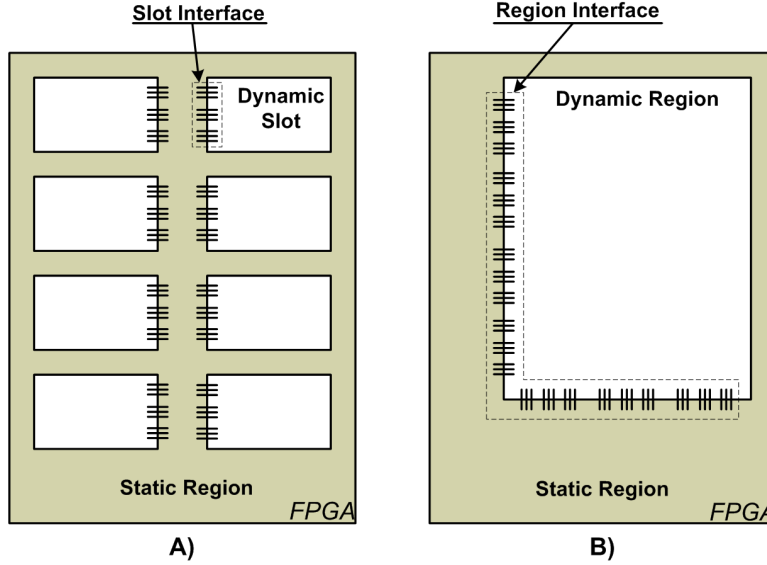 Slot Interface
Dynamic
Slot
Static Region
FPGA
A)
Region Interface
Dynamic Region
Static Region
FPGA
B)